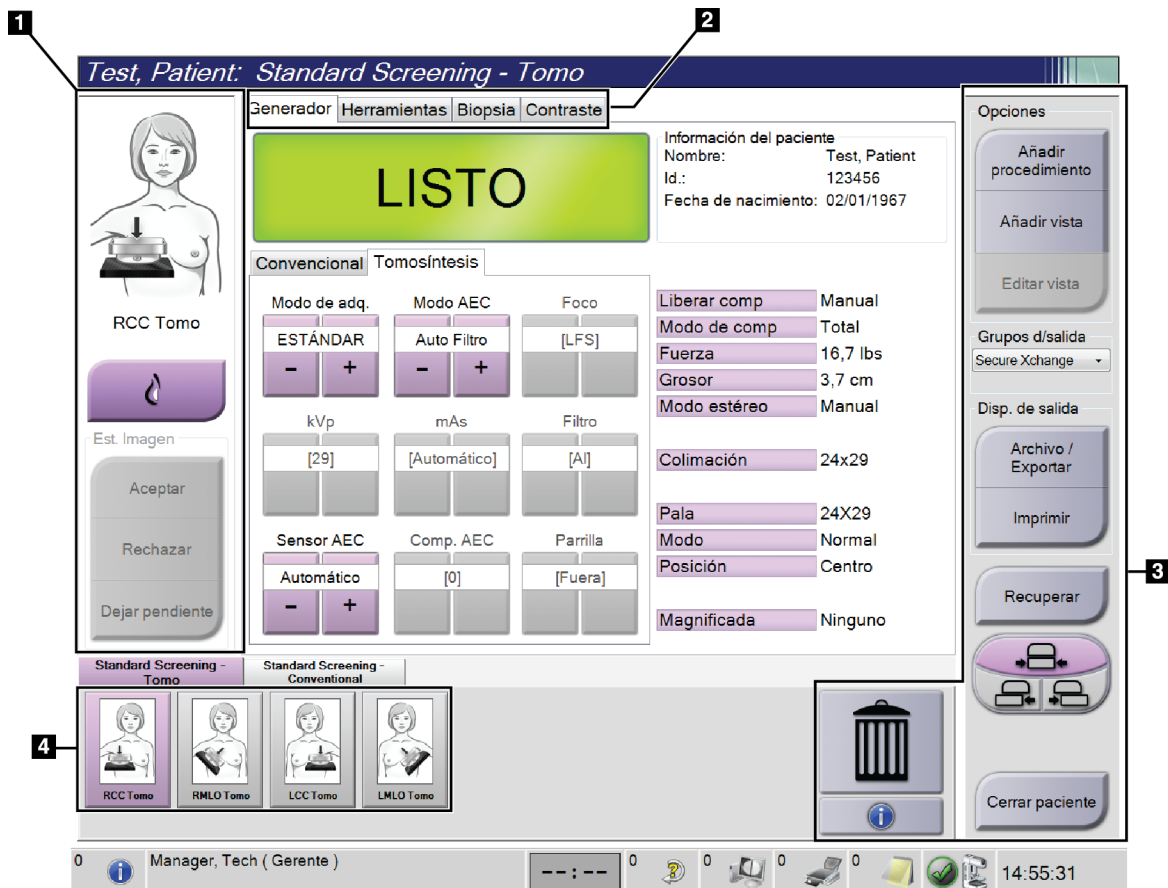 1
2
Test, Patient: Standard Screening - Tomo
Generador Herramientas Biopsia Contraste
LISTO
Información del paciente
Nombre: Test, Patient
Id.: 123456
Fecha de nacimiento: 02/01/1967
RCC Tomo
Est. Imagen
Aceptar
Rechazar
Dejar pendiente
Convencional Tomosíntesis
Modo de adq. Modo AEC Foco
ESTÁNDAR Auto Filtro [LFS]
- + - +
kVp mAs Filtro
[29] [Automático] [Al]
Sensor AEC Comp. AEC Parrilla
Automático [0] [Fuera]
- +
Liberar comp Manual
Modo de comp Total
Fuerza 16,7 lbs
Grosor 3,7 cm
Modo estéreo Manual
Colimación 24x29
Pala 24X29
Modo Normal
Posición Centro
Magnificada Ninguno
Opciones
Añadir
procedimiento
Añadir vista
Editar vista
Grupos d/salida
Secure Xchange
Disp. de salida
Archivo /
Exportar
Imprimir
3
Recuperar
Cerrar paciente
Standard Screening -
Tomo
Standard Screening -
Conventional
4
RCC Tomo RMLO Tomo LCC Tomo LMLO Tomo
0 Manager, Tech ( Gerente ) --:-- 0 0 0 0 14:55:31